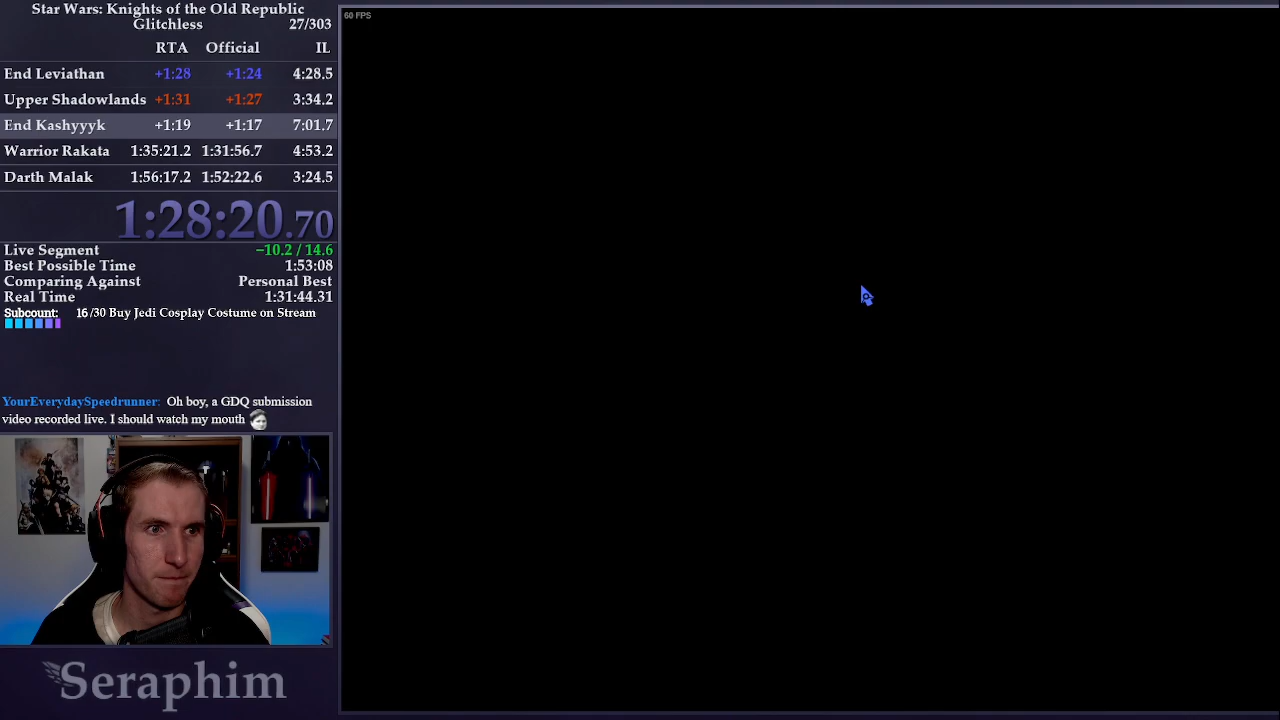 Star Wars: Knights of the Old Republic
Glitchless 27/303
RTA Official IL
End Leviathan +1:28 +1:24 4:28.5
Upper Shadowlands +1:31 +1:27 3:34.2
End Kashyyyk +1:19 +1:17 7:01.7
Warrior Rakata 1:35:21.2 1:31:56.7 4:53.2
Darth Malak 1:56:17.2 1:52:22.6 3:24.5
1:28:20.70
Live Segment −10.2 / 14.6
Best Possible Time 1:53:08
Comparing Against Personal Best
Real Time 1:31:44.31
Subcount: 16/30 Buy Jedi Cosplay Costume on Stream
YourEverydaySpeedrunner: Oh boy, a GDQ submission
video recorded live. I should watch my mouth
Seraphim
60 FPS